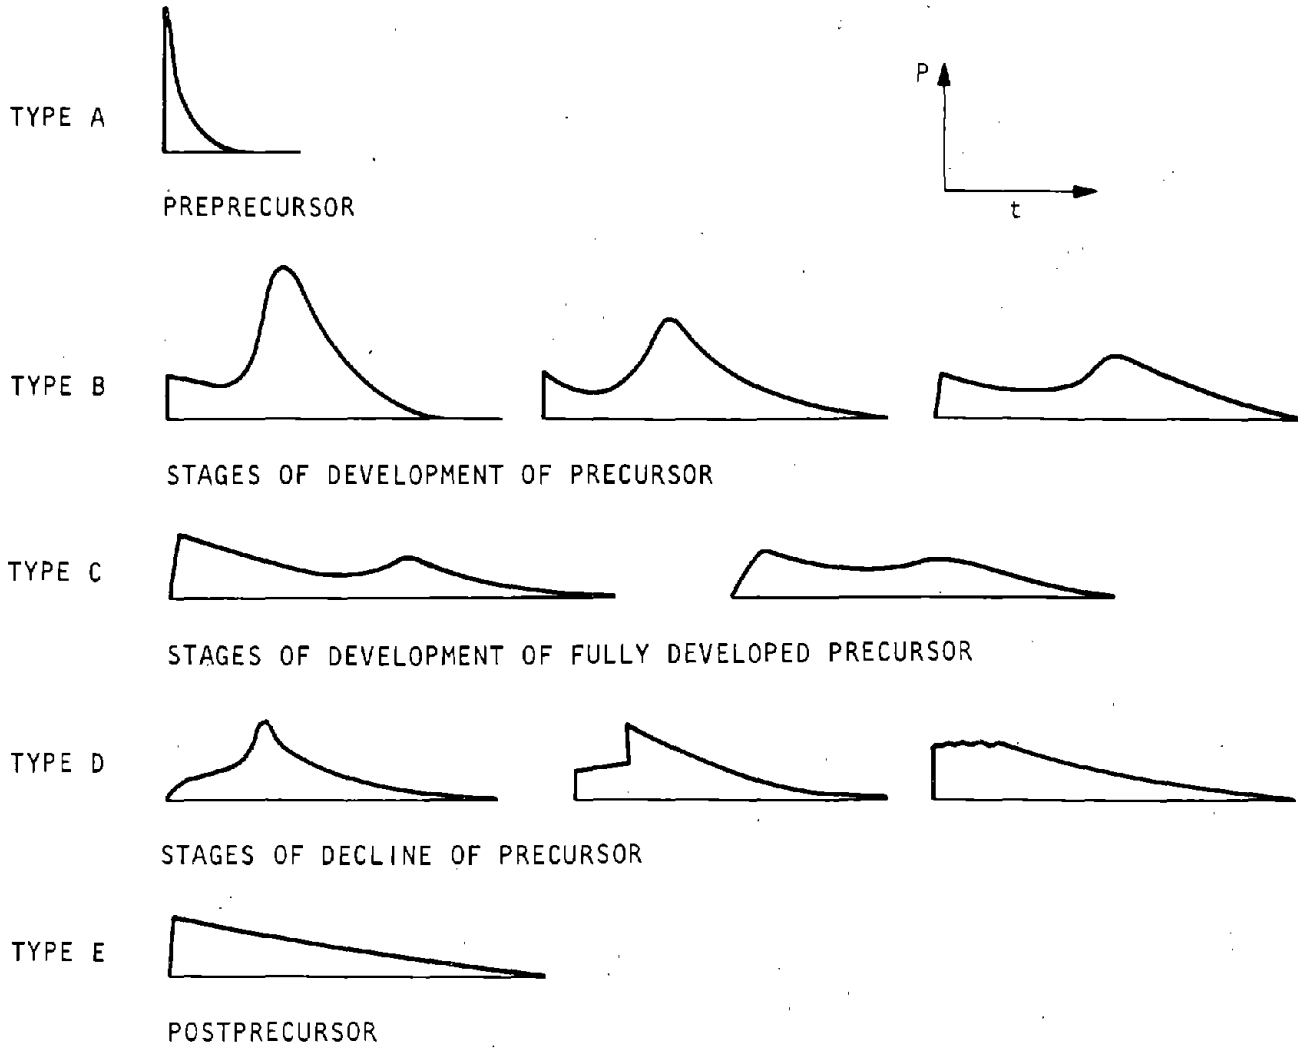 TYPE A
P
t
PREPRECURSOR
TYPE B
STAGES OF DEVELOPMENT OF PRECURSOR
TYPE C
STAGES OF DEVELOPMENT OF FULLY DEVELOPED PRECURSOR
TYPE D
STAGES OF DECLINE OF PRECURSOR
TYPE E
POSTPRECURSOR